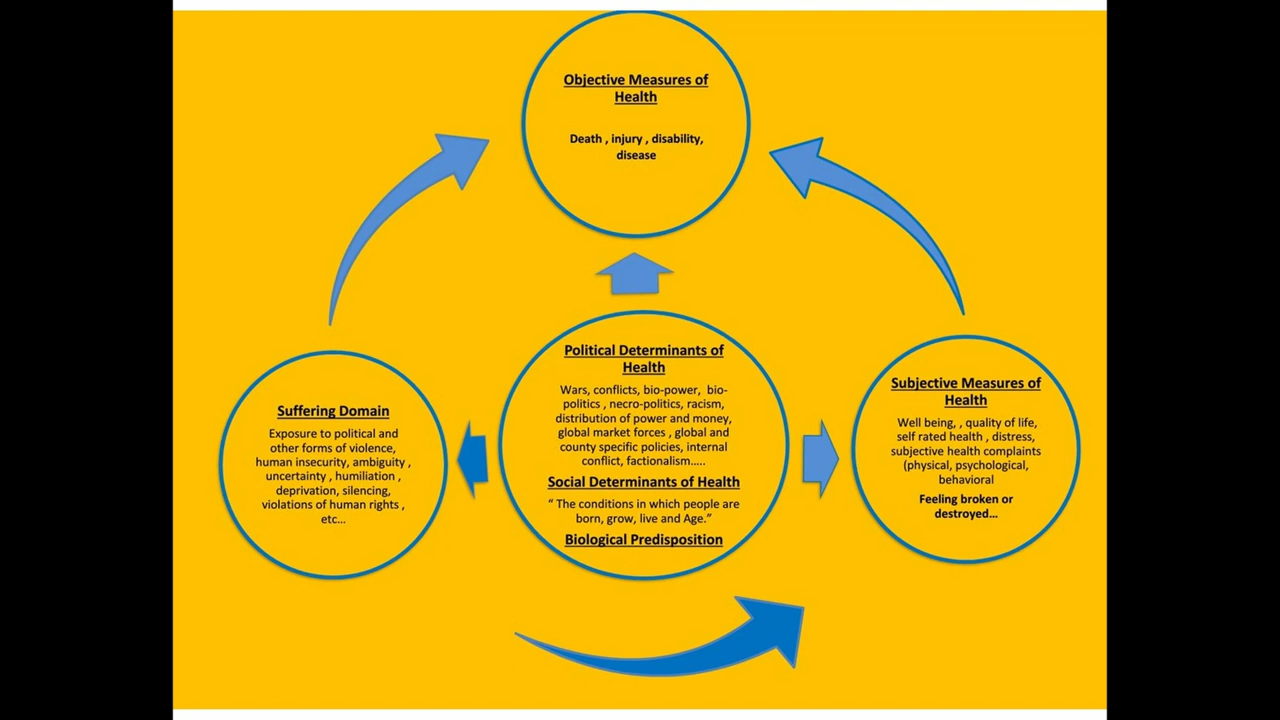 Objective Measures of
Health
Death , injury , disability,
disease
Political Determinants of
Health
Wars, conflicts, bio-power,  bio-
politics , necro-politics, racism,
distribution of power and money,
global market forces , global and
county specific policies, internal
conflict, factionalism…..
Social Determinants of Health
“ The conditions in which people are
born, grow, live and Age.”
Biological Predisposition
Suffering Domain
Exposure to political and
other forms of violence,
human insecurity, ambiguity ,
uncertainty , humiliation ,
deprivation, silencing,
violations of human rights ,
etc…
Subjective Measures of
Health
Well being, , quality of life,
self rated health , distress,
subjective health complaints
(physical, psychological,
behavioral
Feeling broken or
destroyed…